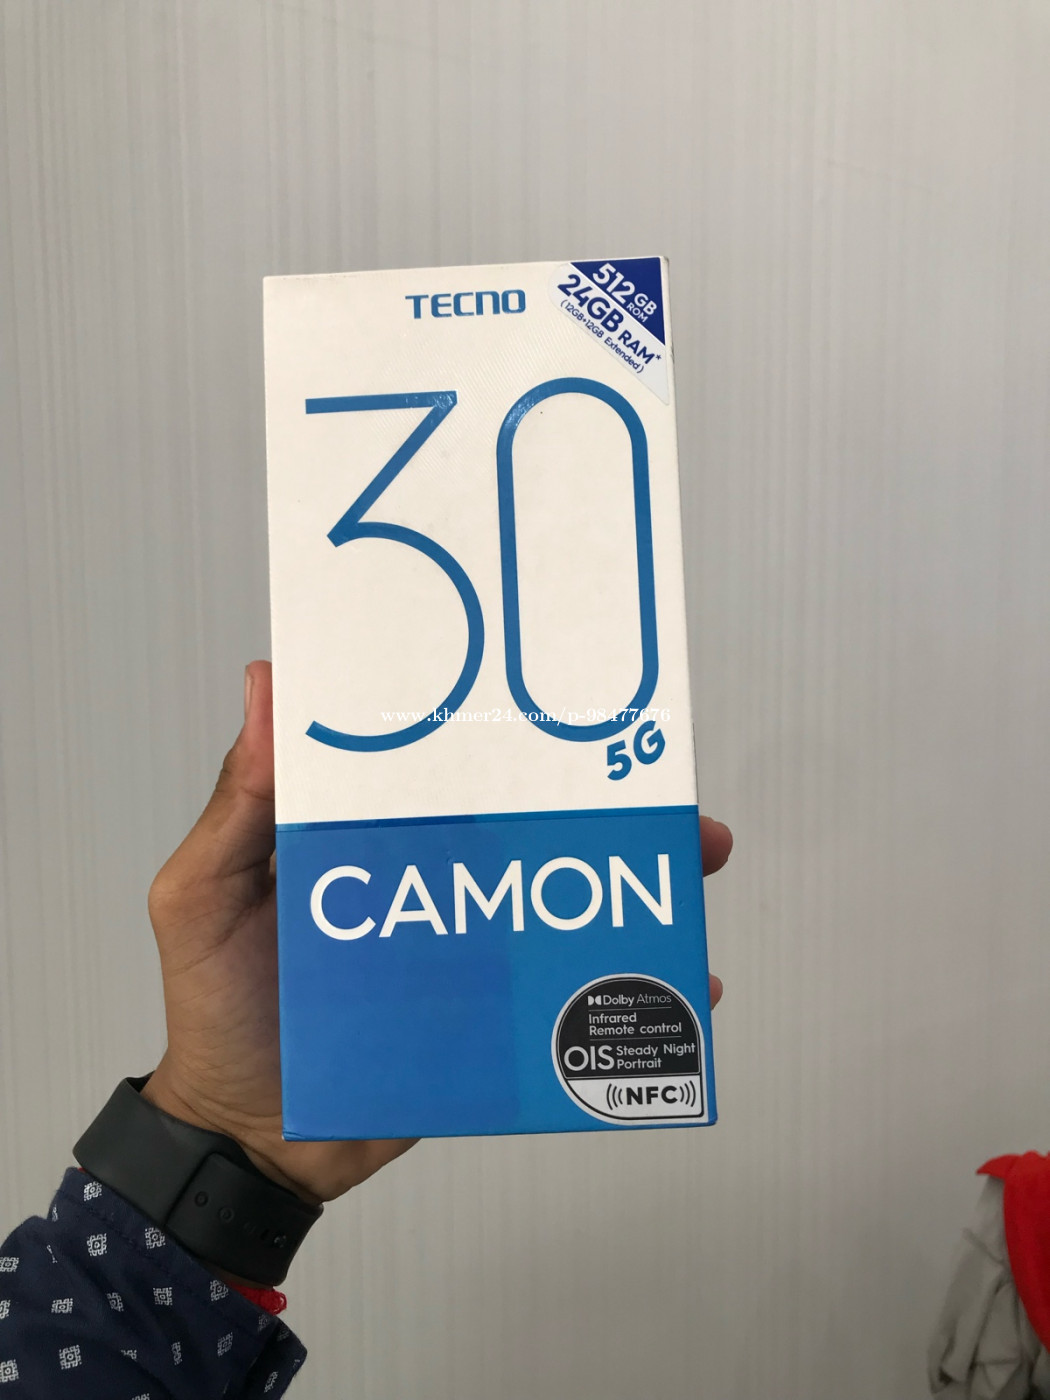 TECNO
512GB
ROM
24GB RAM*
(12GB+12GB Extended)
30
www.khmer24.com/p-98477676
5G
CAMON
Dolby Atmos
Infrared
Remote control
OIS Steady Night
Portrait
NFC